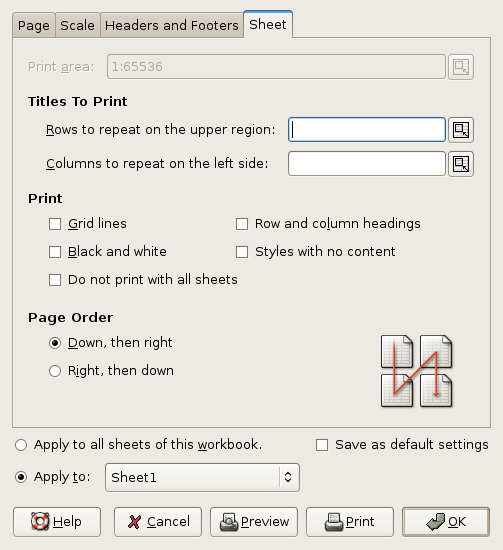 Page Scale Headers and Footers Sheet
Print area: 1:65536
Titles To Print
Rows to repeat on the upper region:
Columns to repeat on the left side:
Print
Grid lines Row and column headings
Black and white Styles with no content
Do not print with all sheets
Page Order
Down, then right
Right, then down
Apply to all sheets of this workbook. Save as default settings
Apply to: Sheet1
Help Cancel Preview Print OK